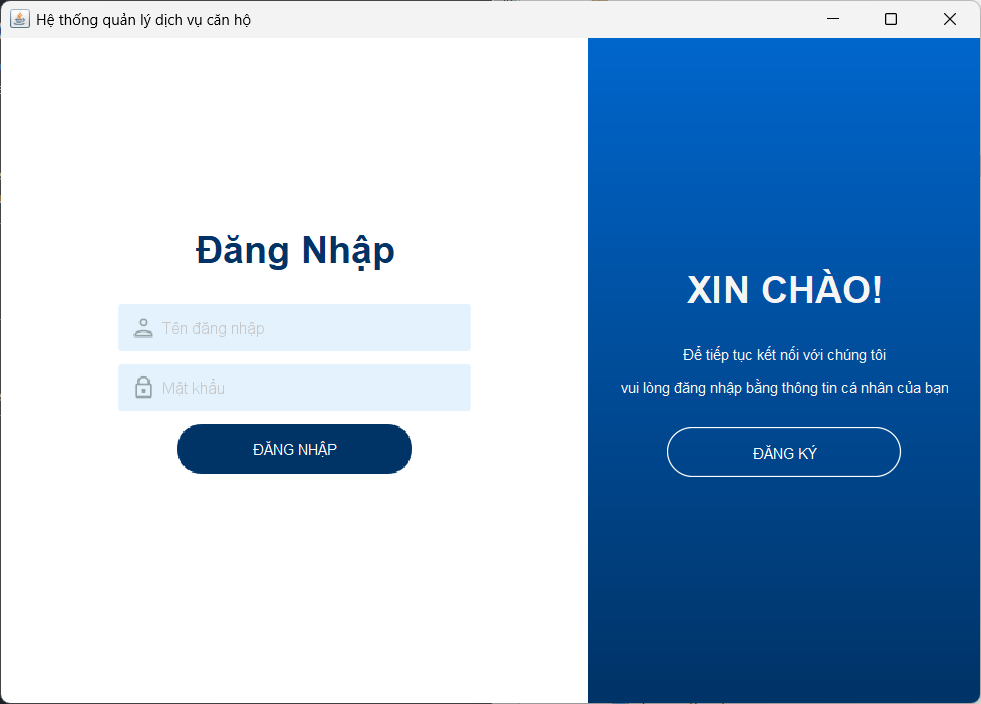 Hệ thống quản lý dịch vụ căn hộ
Đăng Nhập
Tên đăng nhập
Mật khẩu
ĐĂNG NHẬP
XIN CHÀO!
Để tiếp tục kết nối với chúng tôi
vui lòng đăng nhập bằng thông tin cá nhân của bạn
ĐĂNG KÝ